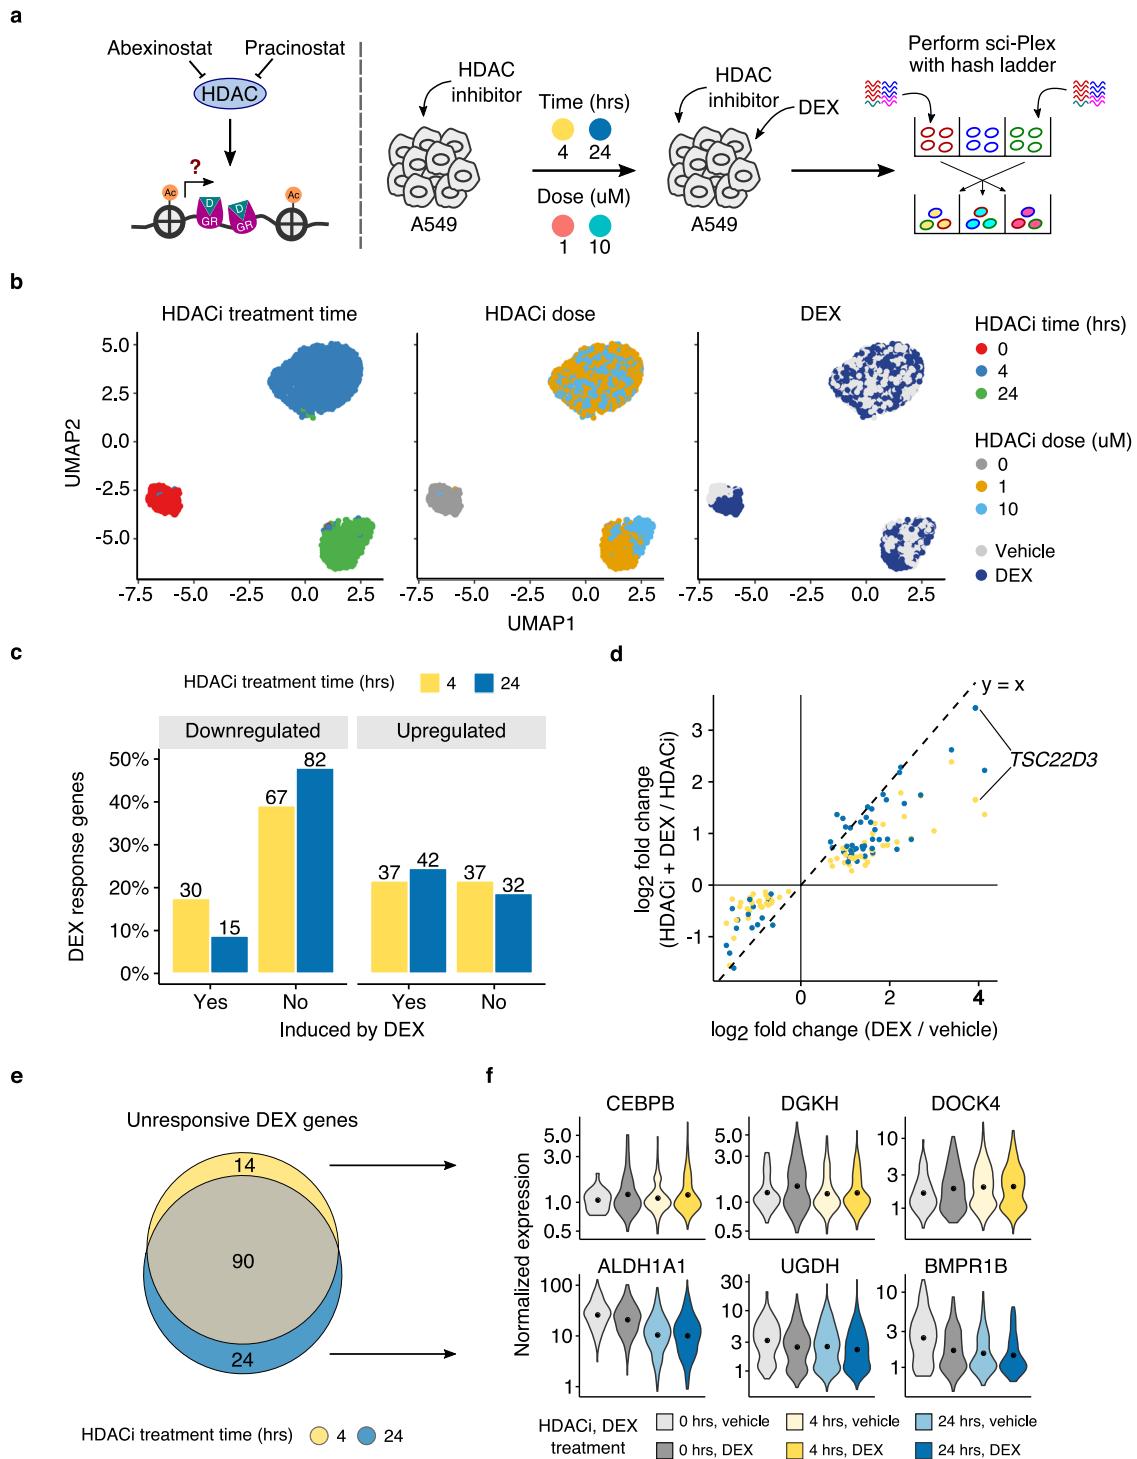 a
Abexinostat
Pracinostat
HDAC
?
Ac
Ac
D
D
GR
GR
HDAC
inhibitor
A549
Time (hrs)
4 24
Dose (uM)
1 10
HDAC
inhibitor
DEX
A549
Perform sci-Plex
with hash ladder
b
HDACi treatment time
HDACi dose
DEX
UMAP2
5.0
2.5
0.0
-2.5
-5.0
-7.5 -5.0 -2.5 0.0 2.5
-7.5 -5.0 -2.5 0.0 2.5
-7.5 -5.0 -2.5 0.0 2.5
UMAP1
HDACi time (hrs)
0
4
24
HDACi dose (uM)
0
1
10
Vehicle
DEX
c
HDACi treatment time (hrs) 4 24
Downregulated
Upregulated
DEX response genes
50%
40%
30%
20%
10%
0%
30
15
67
82
37
42
37
32
Yes No
Yes No
Induced by DEX
d
y = x
TSC22D3
log2 fold change
(HDACi + DEX / HDACi)
3
2
1
0
-1
0 2 4
log2 fold change (DEX / vehicle)
e
Unresponsive DEX genes
14
90
24
HDACi treatment time (hrs) 4 24
f
Normalized expression
CEBPB
5.0
3.0
1.0
0.5
DGKH
5.0
3.0
1.0
0.5
DOCK4
10
3
1
ALDH1A1
100
10
1
UGDH
30
10
3
1
BMPR1B
10
3
1
HDACi, DEX
treatment
0 hrs, vehicle
4 hrs, vehicle
24 hrs, vehicle
0 hrs, DEX
4 hrs, DEX
24 hrs, DEX